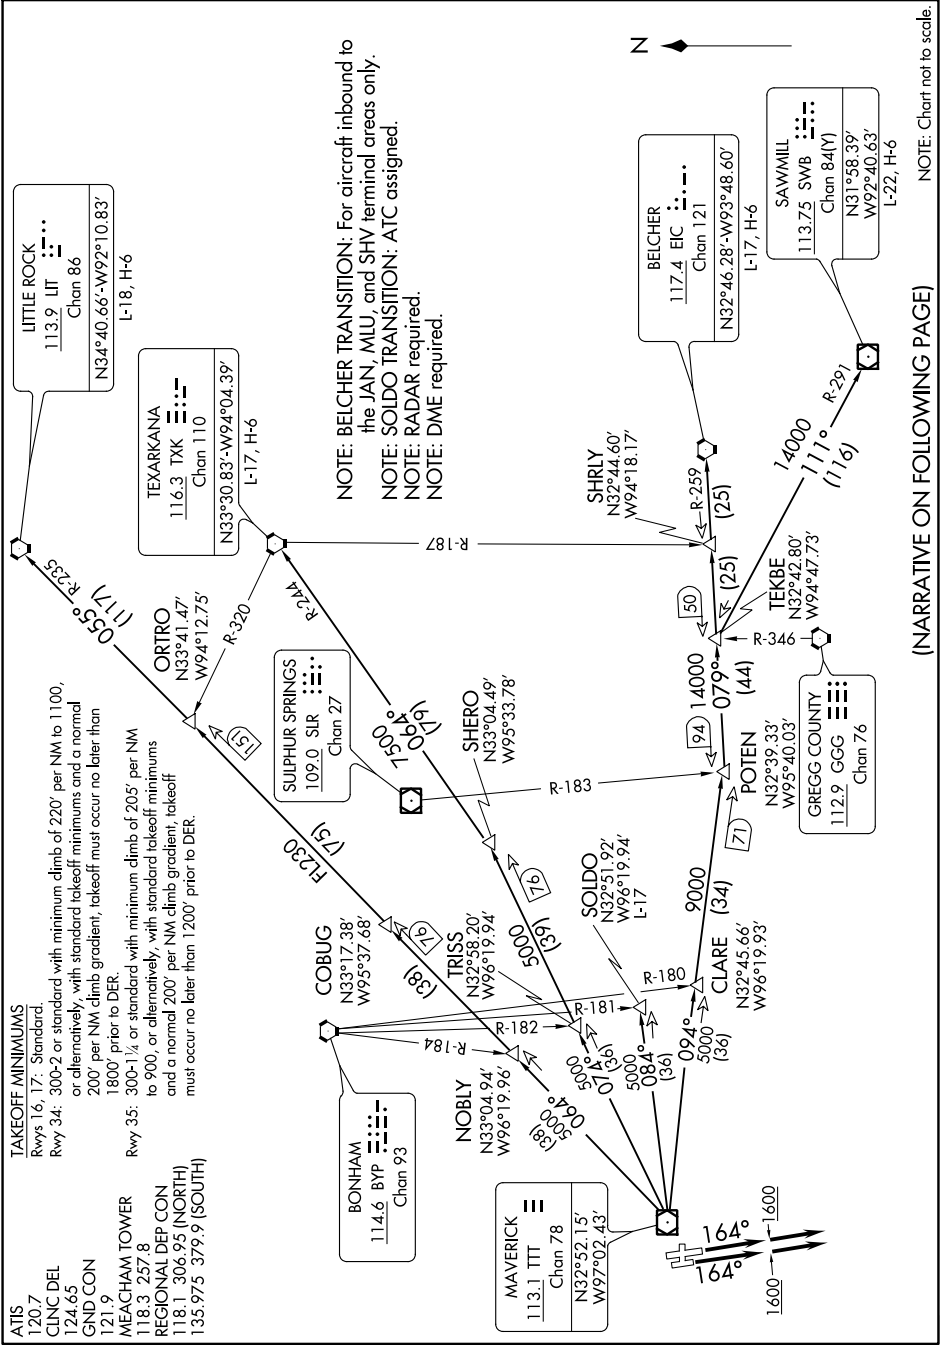 ATIS
120.7
CLNC DEL
124.65
GND CON
121.9
MEACHAM TOWER
118.3 257.8
REGIONAL DEP CON
118.1 306.95 (NORTH)
135.975 379.9 (SOUTH)
TAKEOFF MINIMUMS
Rwys 16, 17: Standard.
Rwy 34: 300-2 or standard with minimum climb of 220' per NM to 1100,
or alternatively, with standard takeoff minimums and a normal
200' per NM climb gradient, takeoff must occur no later than
1800' prior to DER.
Rwy 35: 300-1¼ or standard with minimum climb of 205' per NM
to 900, or alternatively, with standard takeoff minimums
and a normal 200' per NM climb gradient, takeoff
must occur no later than 1200' prior to DER.
LITTLE ROCK
113.9 LIT
Chan 86
N34°40.66'-W92°10.83'
L-18, H-6
TEXARKANA
116.3 TXK
Chan 110
N33°30.83'-W94°04.39'
L-17, H-6
NOTE: BELCHER TRANSITION: For aircraft inbound to
the JAN, MLU, and SHV terminal areas only.
NOTE: SOLDO TRANSITION: ATC assigned.
NOTE: RADAR required.
NOTE: DME required.
N
R-235
055°
(117)
ORTRO
N33°41.47'
W94°12.75'
R-320
151
FL230
(75)
R-244
7500
064°
(79)
R-187
SULPHUR SPRINGS
109.0 SLR
Chan 27
COBUG
N33°17.38'
W95°37.68'
76
(38)
SHERO
N33°04.49'
W95°33.78'
76
5000
(39)
R-183
BONHAM
114.6 BYP
Chan 93
R-184
R-182
R-181
R-180
NOBLY
N33°04.94'
W96°19.96'
TRISS
N32°58.20'
W96°19.94'
SOLDO
N32°51.92'
W96°19.94'
L-17
CLARE
N32°45.66'
W96°19.93'
064°
5000
(38)
5000
074°
(36)
5000
084°
(36)
094°
5000
(36)
9000
(34)
71
POTEN
N32°39.33'
W95°40.03'
94
14000
079°
(44)
50
TEKBE
N32°42.80'
W94°47.73'
R-346
GREGG COUNTY
112.9 GGG
Chan 76
(25)
SHRLY
N32°44.60'
W94°18.17'
R-259
(25)
BELCHER
117.4 EIC
Chan 121
N32°46.28'-W93°48.60'
L-17, H-6
14000
111°
(116)
R-291
SAWMILL
113.75 SWB
Chan 84(Y)
N31°58.39'
W92°40.63'
L-22, H-6
MAVERICK
113.1 TTT
Chan 78
N32°52.15'
W97°02.43'
164°
164°
1600
1600
(NARRATIVE ON FOLLOWING PAGE)
NOTE: Chart not to scale.